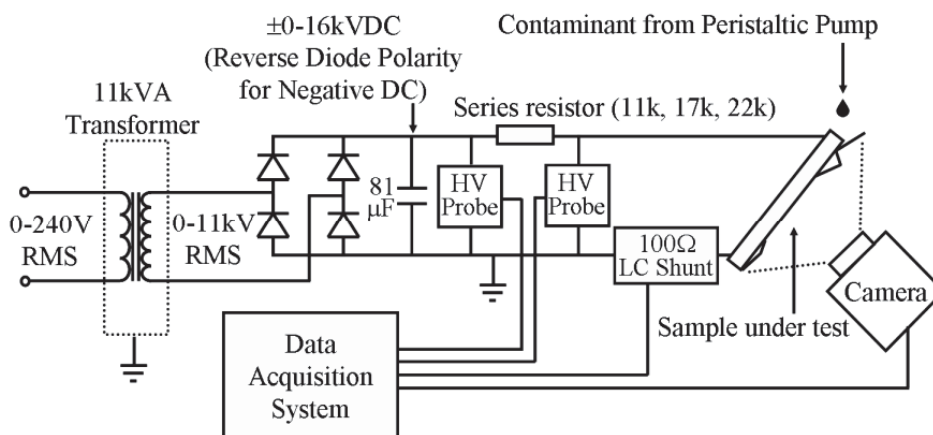 ±0-16kVDC
(Reverse Diode Polarity
for Negative DC)
Contaminant from Peristaltic Pump
11kVA
Transformer
Series resistor (11k, 17k, 22k)
0-240V
RMS
0-11kV
RMS
81
μF
HV
Probe
HV
Probe
100Ω
LC Shunt
Camera
Sample under test
Data
Acquisition
System